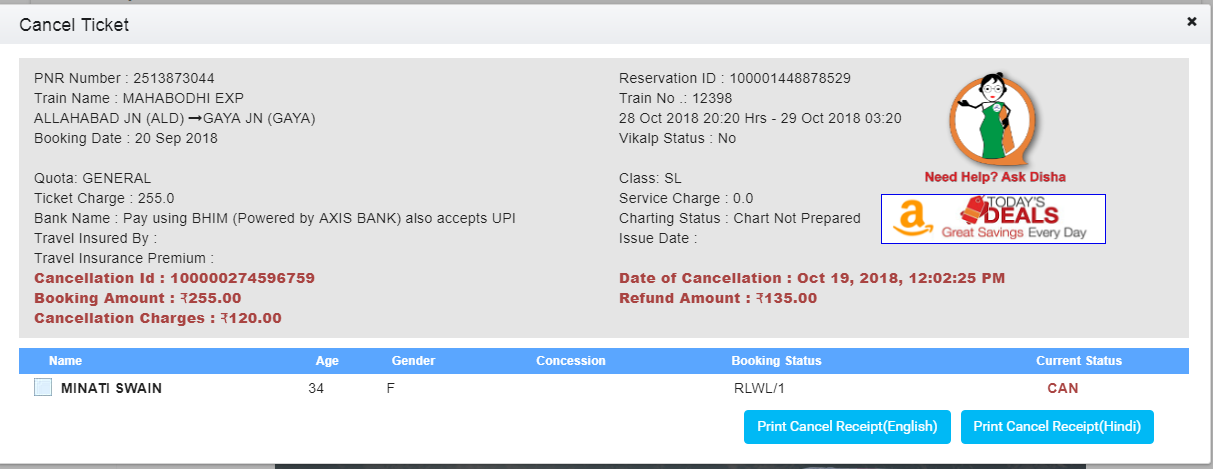 Cancel Ticket
×
PNR Number : 2513873044
Reservation ID : 100001448878529
Train Name : MAHABODHI EXP
Train No .: 12398
ALLAHABAD JN (ALD) →GAYA JN (GAYA)
28 Oct 2018 20:20 Hrs - 29 Oct 2018 03:20
Booking Date : 20 Sep 2018
Vikalp Status : No
Need Help? Ask Disha
Quota: GENERAL
Class: SL
Ticket Charge : 255.0
Service Charge : 0.0
Bank Name : Pay using BHIM (Powered by AXIS BANK) also accepts UPI
Charting Status : Chart Not Prepared
Travel Insured By :
Issue Date :
a
TODAY'S
DEALS
Great Savings Every Day
Travel Insurance Premium :
Cancellation Id : 100000274596759
Date of Cancellation : Oct 19, 2018, 12:02:25 PM
Booking Amount : ₹255.00
Refund Amount : ₹135.00
Cancellation Charges : ₹120.00
Name Age Gender Concession Booking Status Current Status
MINATI SWAIN 34 F RLWL/1 CAN
Print Cancel Receipt(English) Print Cancel Receipt(Hindi)